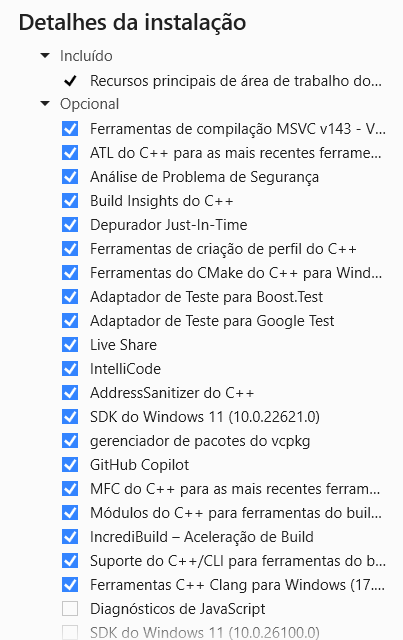 Detalhes da instalação
Incluído
Recursos principais de área de trabalho do...
Opcional
Ferramentas de compilação MSVC v143 - V...
ATL do C++ para as mais recentes ferrame...
Análise de Problema de Segurança
Build Insights do C++
Depurador Just-In-Time
Ferramentas de criação de perfil do C++
Ferramentas do CMake do C++ para Wind...
Adaptador de Teste para Boost.Test
Adaptador de Teste para Google Test
Live Share
IntelliCode
AddressSanitizer do C++
SDK do Windows 11 (10.0.22621.0)
gerenciador de pacotes do vcpkg
GitHub Copilot
MFC do C++ para as mais recentes ferram...
Módulos do C++ para ferramentas do buil...
IncrediBuild – Aceleração de Build
Suporte do C++/CLI para ferramentas do b...
Ferramentas C++ Clang para Windows (17....
Diagnósticos de JavaScript
SDK do Windows 11 (10.0.26100.0)